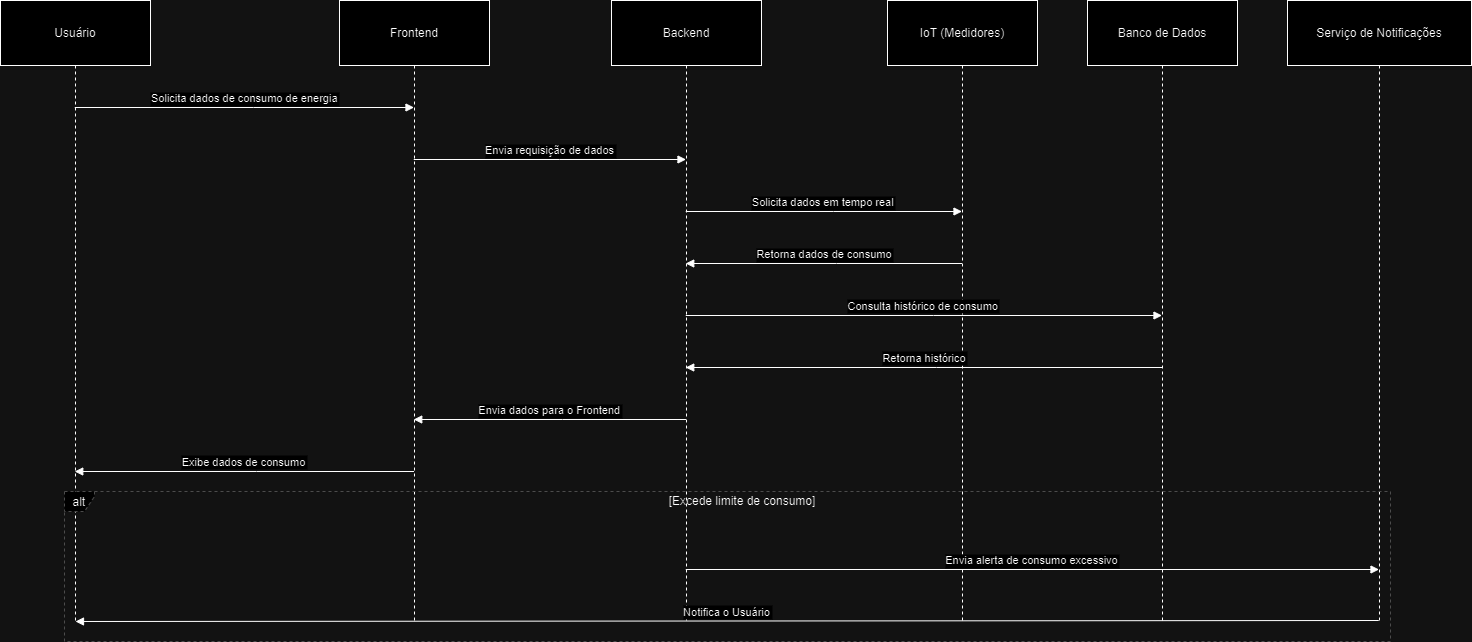 Usuário
Frontend
Backend
IoT (Medidores)
Banco de Dados
Serviço de Notificações
Solicita dados de consumo de energia
Envia requisição de dados
Solicita dados em tempo real
Retorna dados de consumo
Consulta histórico de consumo
Retorna histórico
Envia dados para o Frontend
Exibe dados de consumo
alt
[Excede limite de consumo]
Envia alerta de consumo excessivo
Notifica o Usuário